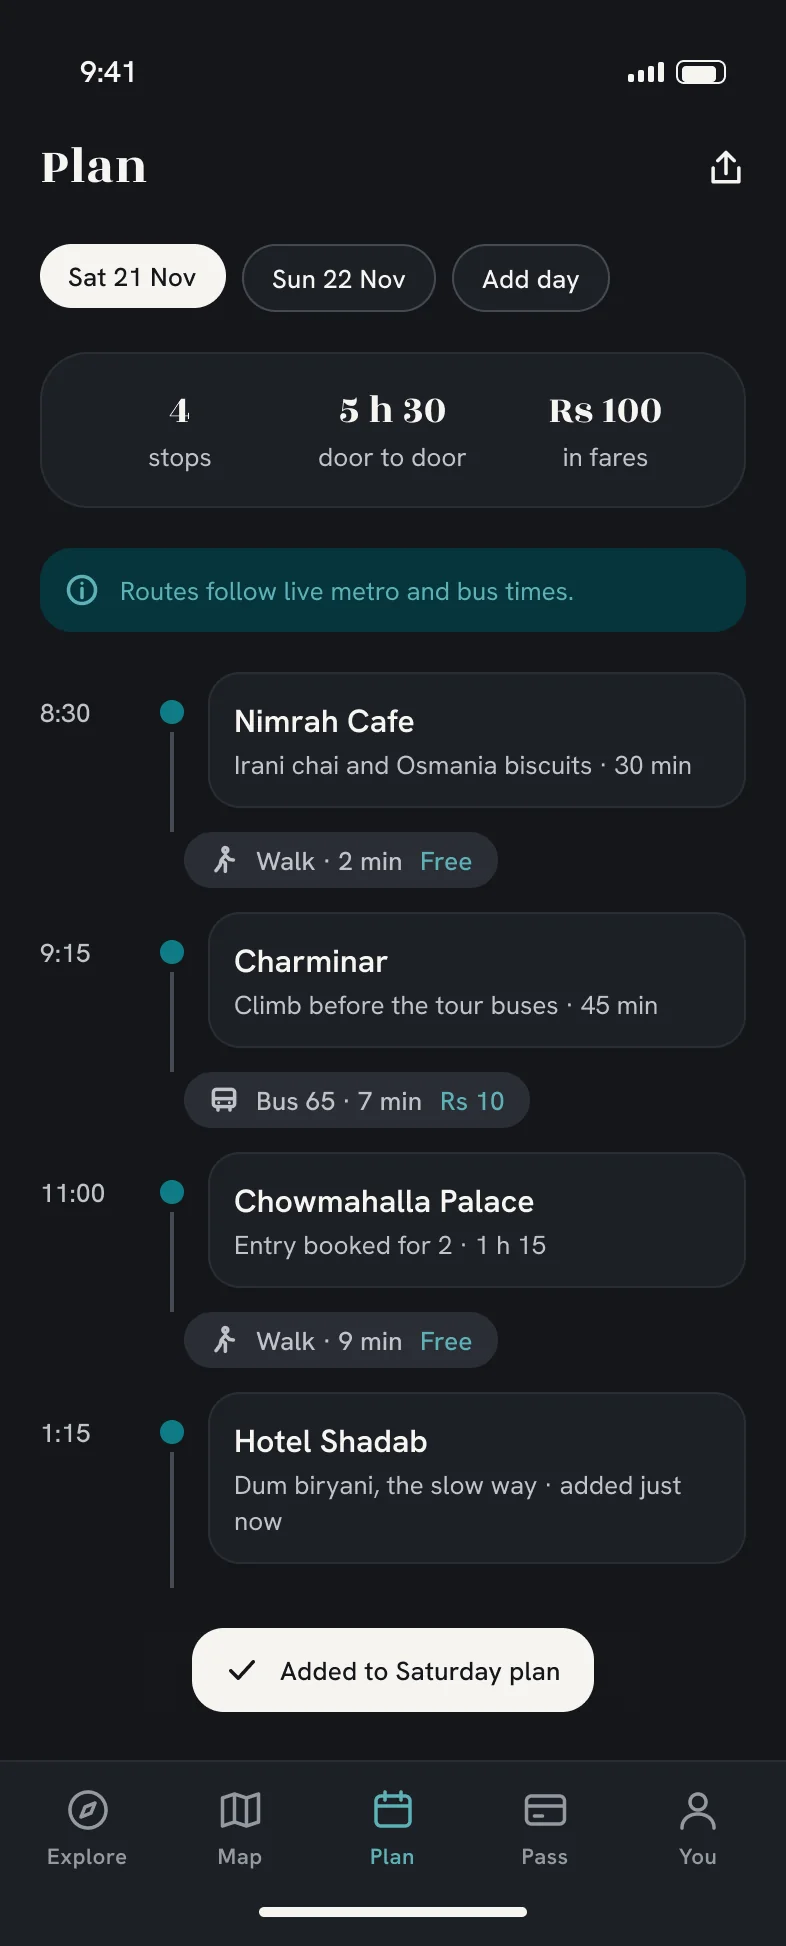 9:41
Plan
Sat 21 Nov
Sun 22 Nov
Add day
4
stops
5 h 30
door to door
Rs 100
in fares
Routes follow live metro and bus times.
8:30
Nimrah Cafe
Irani chai and Osmania biscuits · 30 min
Walk · 2 min Free
9:15
Charminar
Climb before the tour buses · 45 min
Bus 65 · 7 min Rs 10
11:00
Chowmahalla Palace
Entry booked for 2 · 1 h 15
Walk · 9 min Free
1:15
Hotel Shadab
Dum biryani, the slow way · added just
now
Added to Saturday plan
Explore
Map
Plan
Pass
You